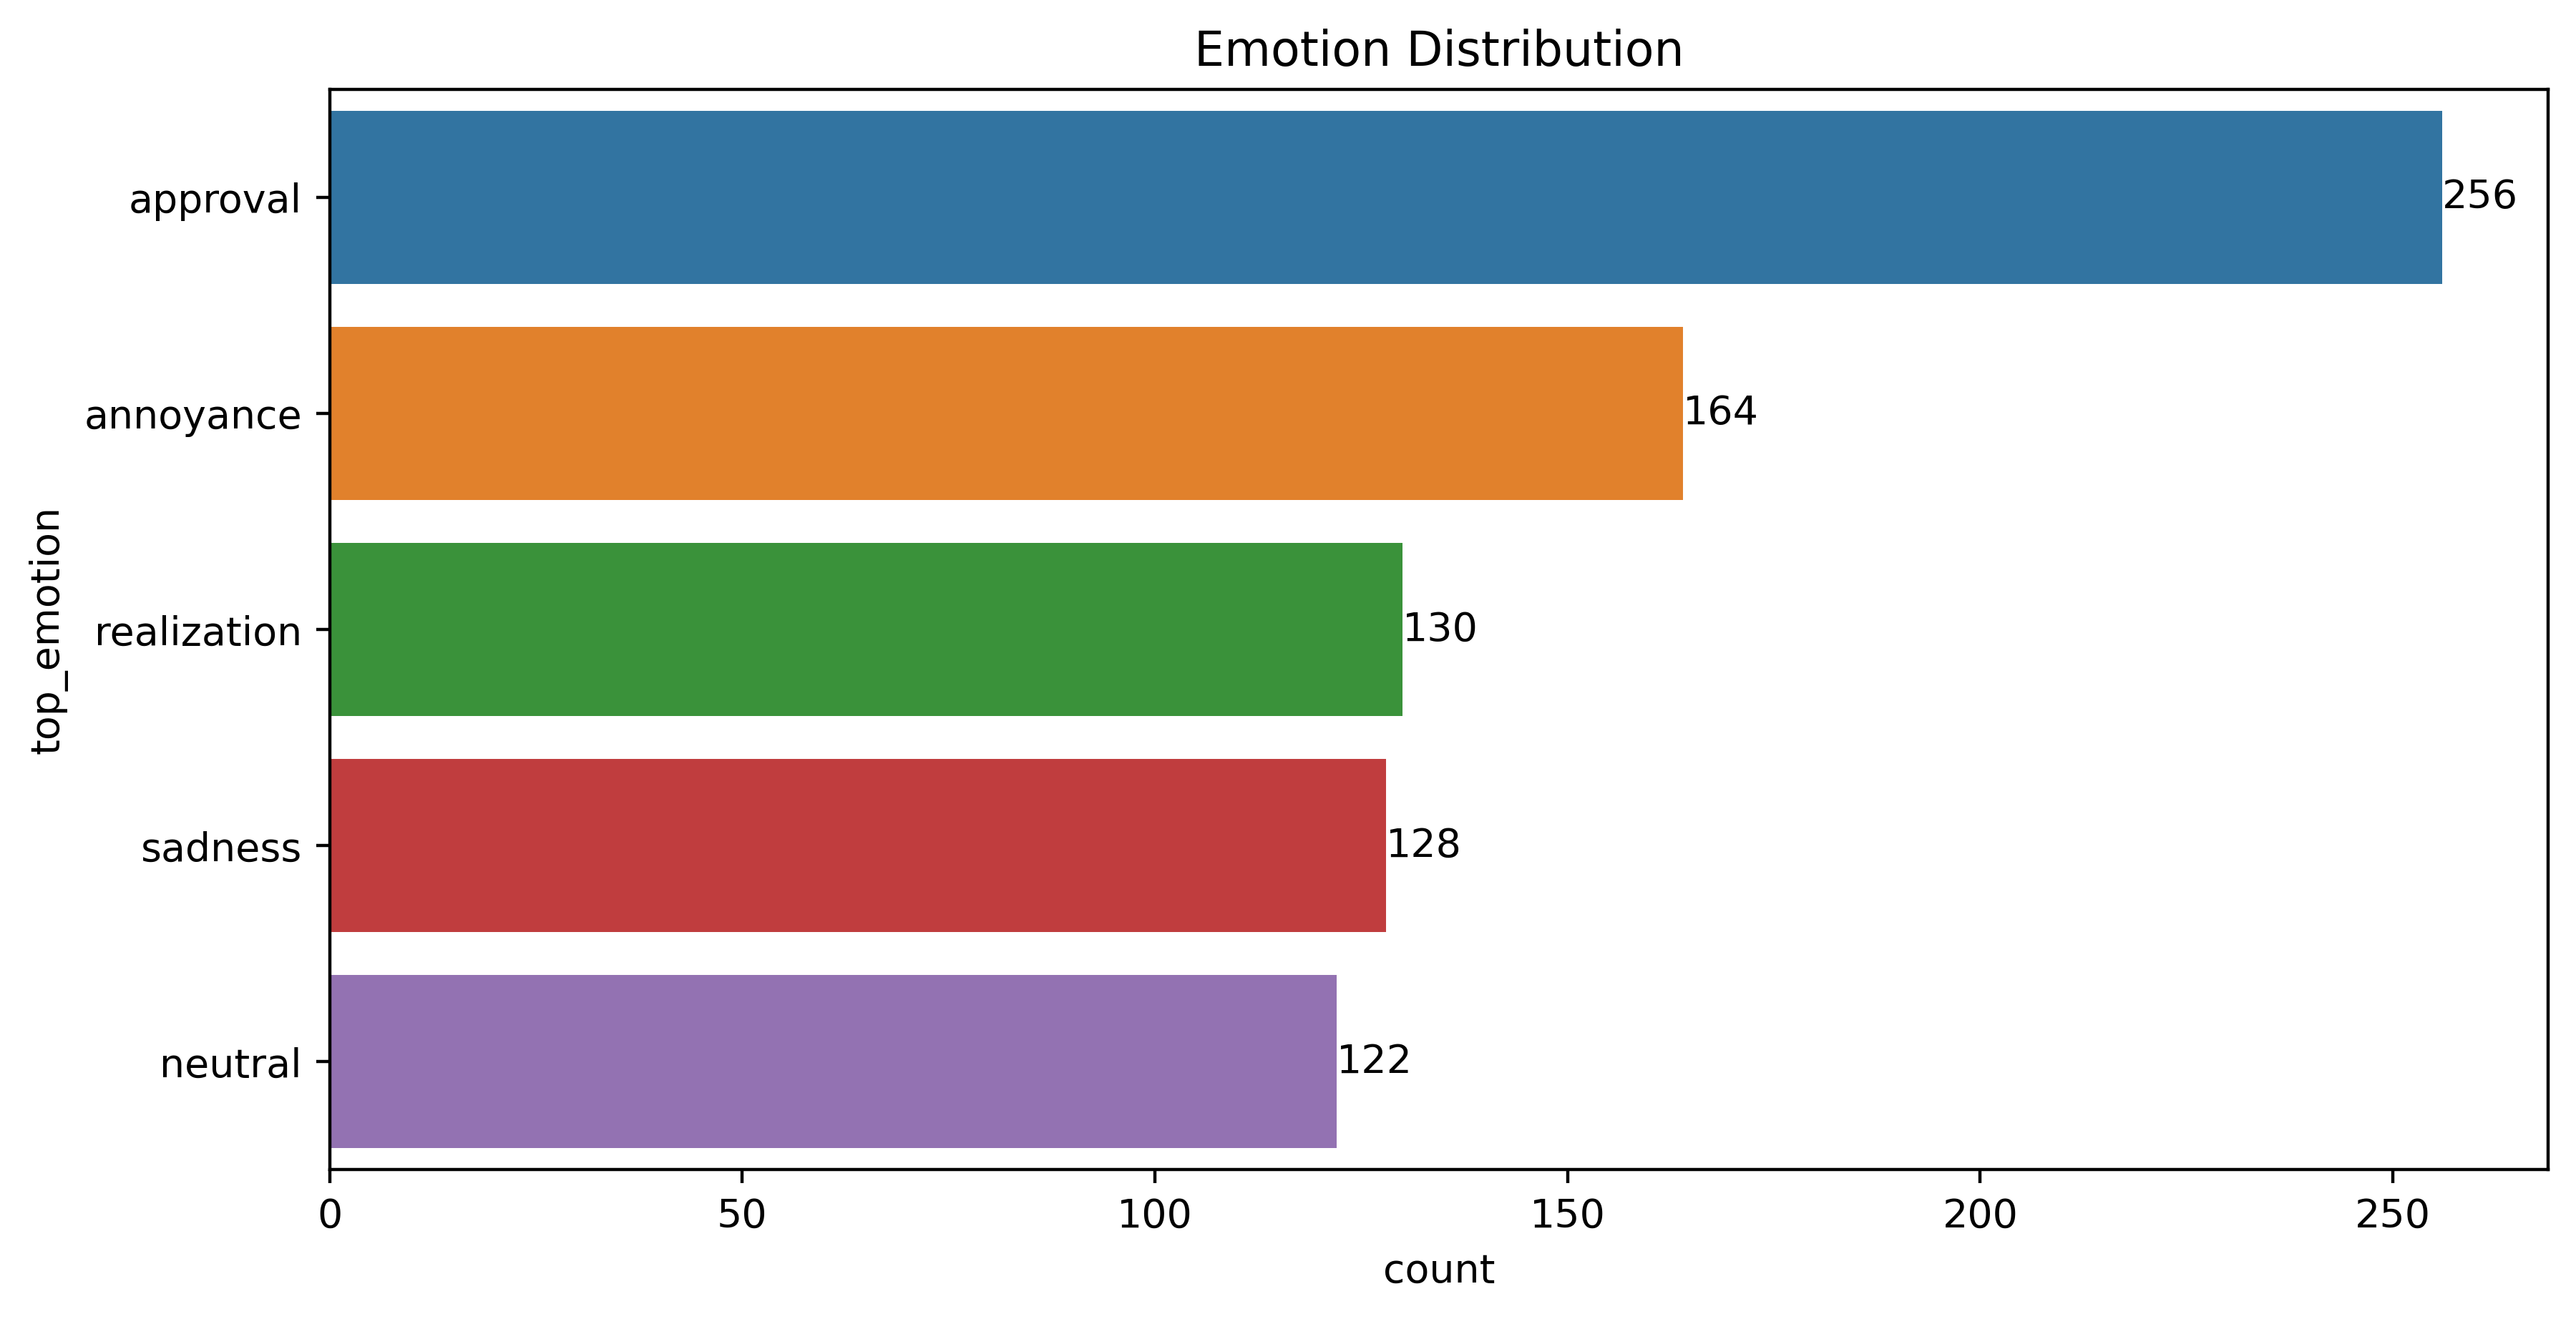 Emotion Distribution
approval
256
annoyance
164
realization
130
sadness
128
neutral
122
top_emotion
0 50 100 150 200 250
count